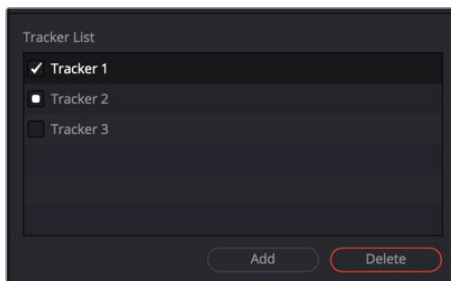 Tracker List
Tracker 1
Tracker 2
Tracker 3
Add Delete